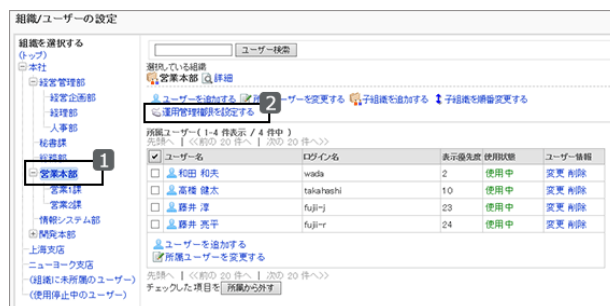 組織/ユーザーの設定
組織を選択する
(トップ)
本社
経営管理部
経営企画部
経理部
人事部
秘書課
総務部
1
営業本部
営業1課
営業2課
情報システム部
開発本部
上海支店
ニューヨーク支店
(組織に未所属のユーザー)
(使用停止中のユーザー)
ユーザー検索
選択している組織
営業本部 詳細
ユーザーを追加する 所属ユーザーを変更する 子組織を追加する 子組織を順番変更する
2
運用管理権限を設定する
所属ユーザー( 1-4 件表示 / 4 件中 )
先頭へ | <<前の 20 件へ | 次の 20 件へ>>
ユーザー名 ログイン名 表示優先度 使用状態 ユーザー情報
和田 和夫 wada 2 使用中 変更 削除
高橋 健太 takahashi 10 使用中 変更 削除
藤井 淳 fuji-j 23 使用中 変更 削除
藤井 亮平 fuji-r 24 使用中 変更 削除
ユーザーを追加する
所属ユーザーを変更する
先頭へ | <<前の 20 件へ | 次の 20 件へ>>
チェックした項目を 所属から外す